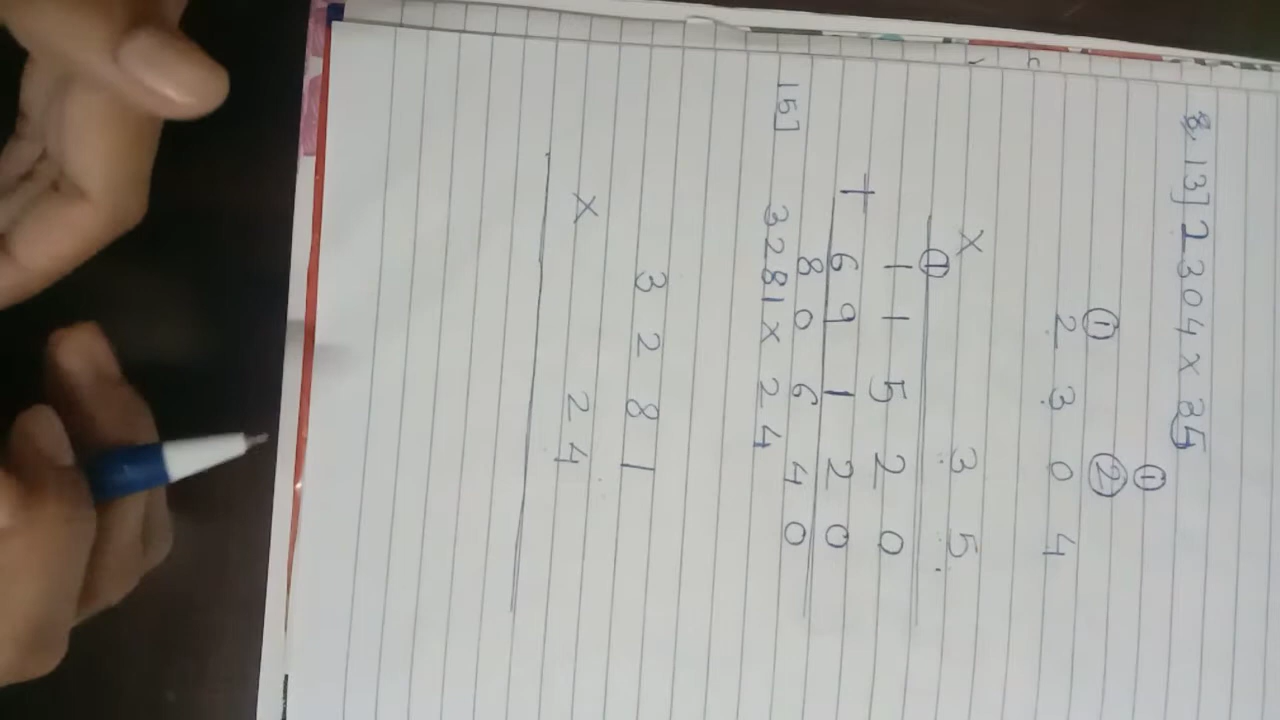 13] 2304 × 35
①
① ②
2 3 0 4
× 3 5
①
1 1 5 2 0
+ 6 9 1 2 0
8 0 6 4 0
15] 3281 × 24
3 2 8 1
× 2 4